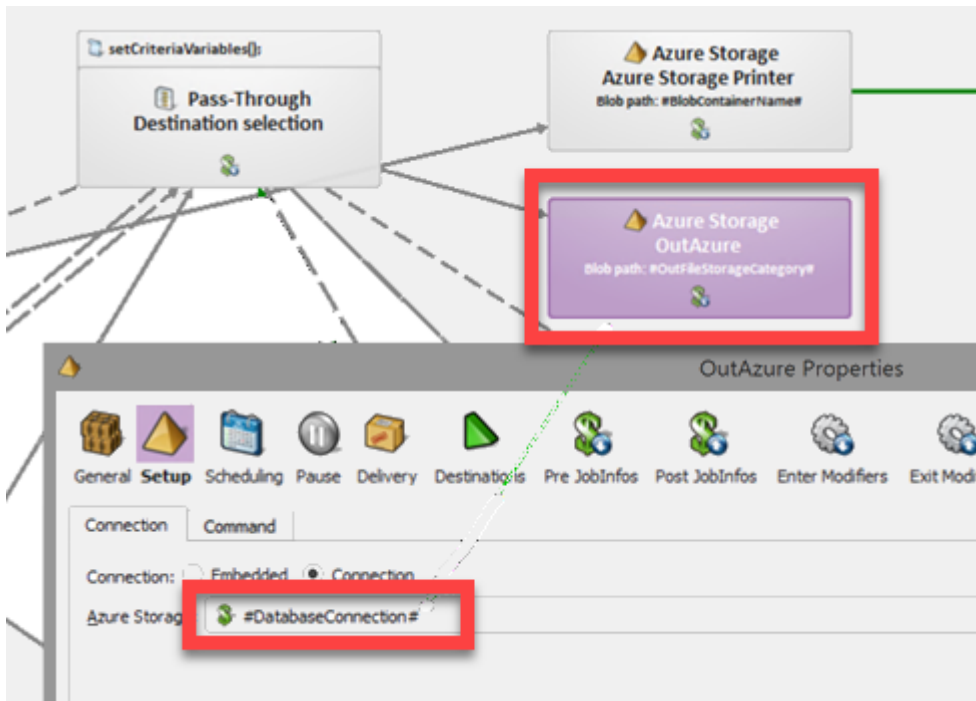 setCriteriaVariables();
Pass-Through
Destination selection
Azure Storage
Azure Storage Printer
Blob path: #BlobContainerName#
Azure Storage
OutAzure
Blob path: #OutFileStorageCategory#
OutAzure Properties
General Setup Scheduling Pause Delivery Destinations Pre JobInfos Post JobInfos Enter Modifiers Exit Modi
Connection Command
Connection: Embedded Connection
Azure Storag #DatabaseConnection#